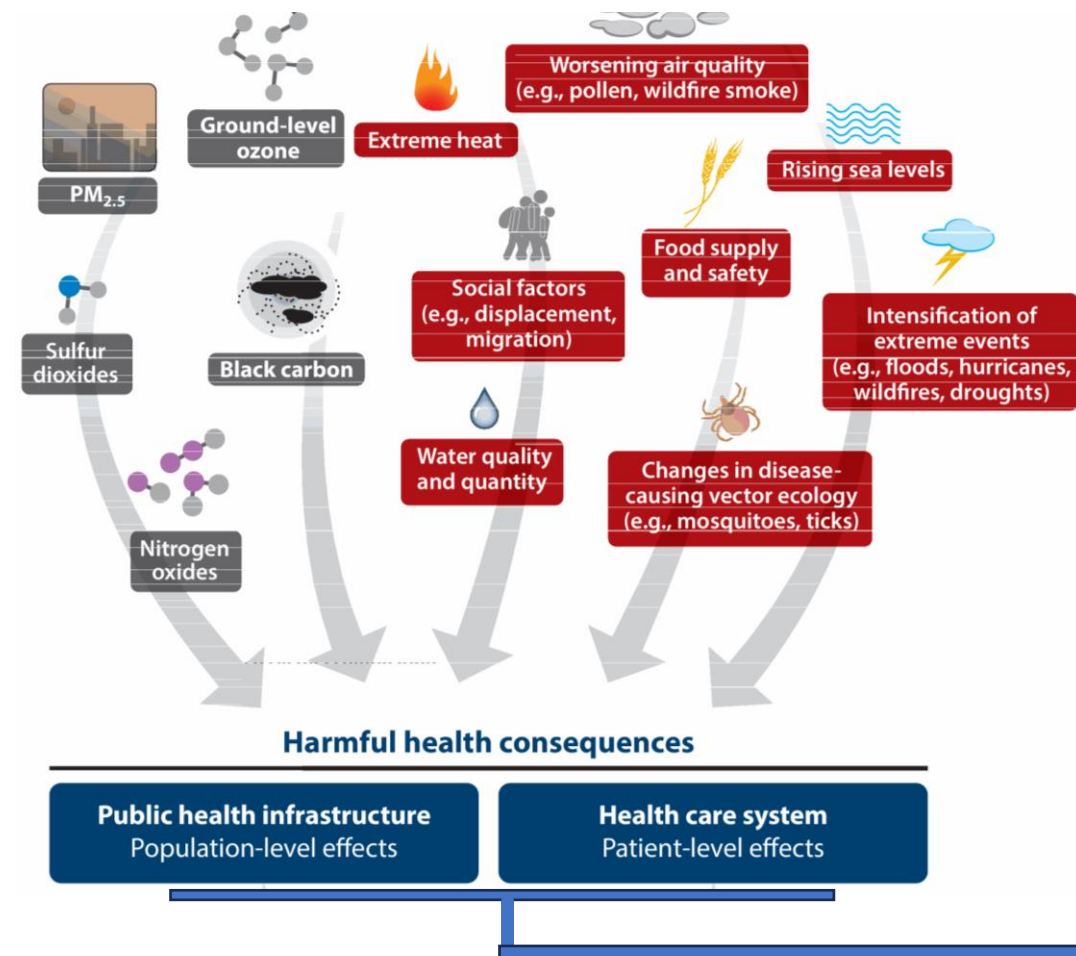 Worsening air quality
(e.g., pollen, wildfire smoke)
Ground-level
ozone
Extreme heat
Rising sea levels
PM2.5
Food supply
and safety
Social factors
(e.g., displacement,
migration)
Intensification of
extreme events
(e.g., floods, hurricanes,
wildfires, droughts)
Sulfur
dioxides
Black carbon
Water quality
and quantity
Changes in disease-
causing vector ecology
(e.g., mosquitoes, ticks)
Nitrogen
oxides
Harmful health consequences
Public health infrastructure
Population-level effects
Health care system
Patient-level effects